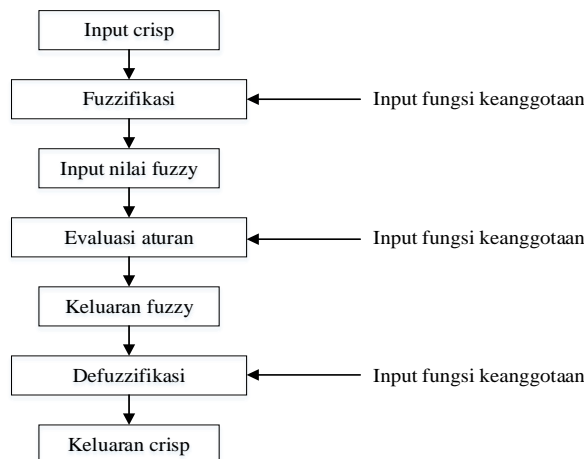 Input crisp
Fuzzifikasi
Input fungsi keanggotaan
Input nilai fuzzy
Evaluasi aturan
Input fungsi keanggotaan
Keluaran fuzzy
Defuzzifikasi
Input fungsi keanggotaan
Keluaran crisp